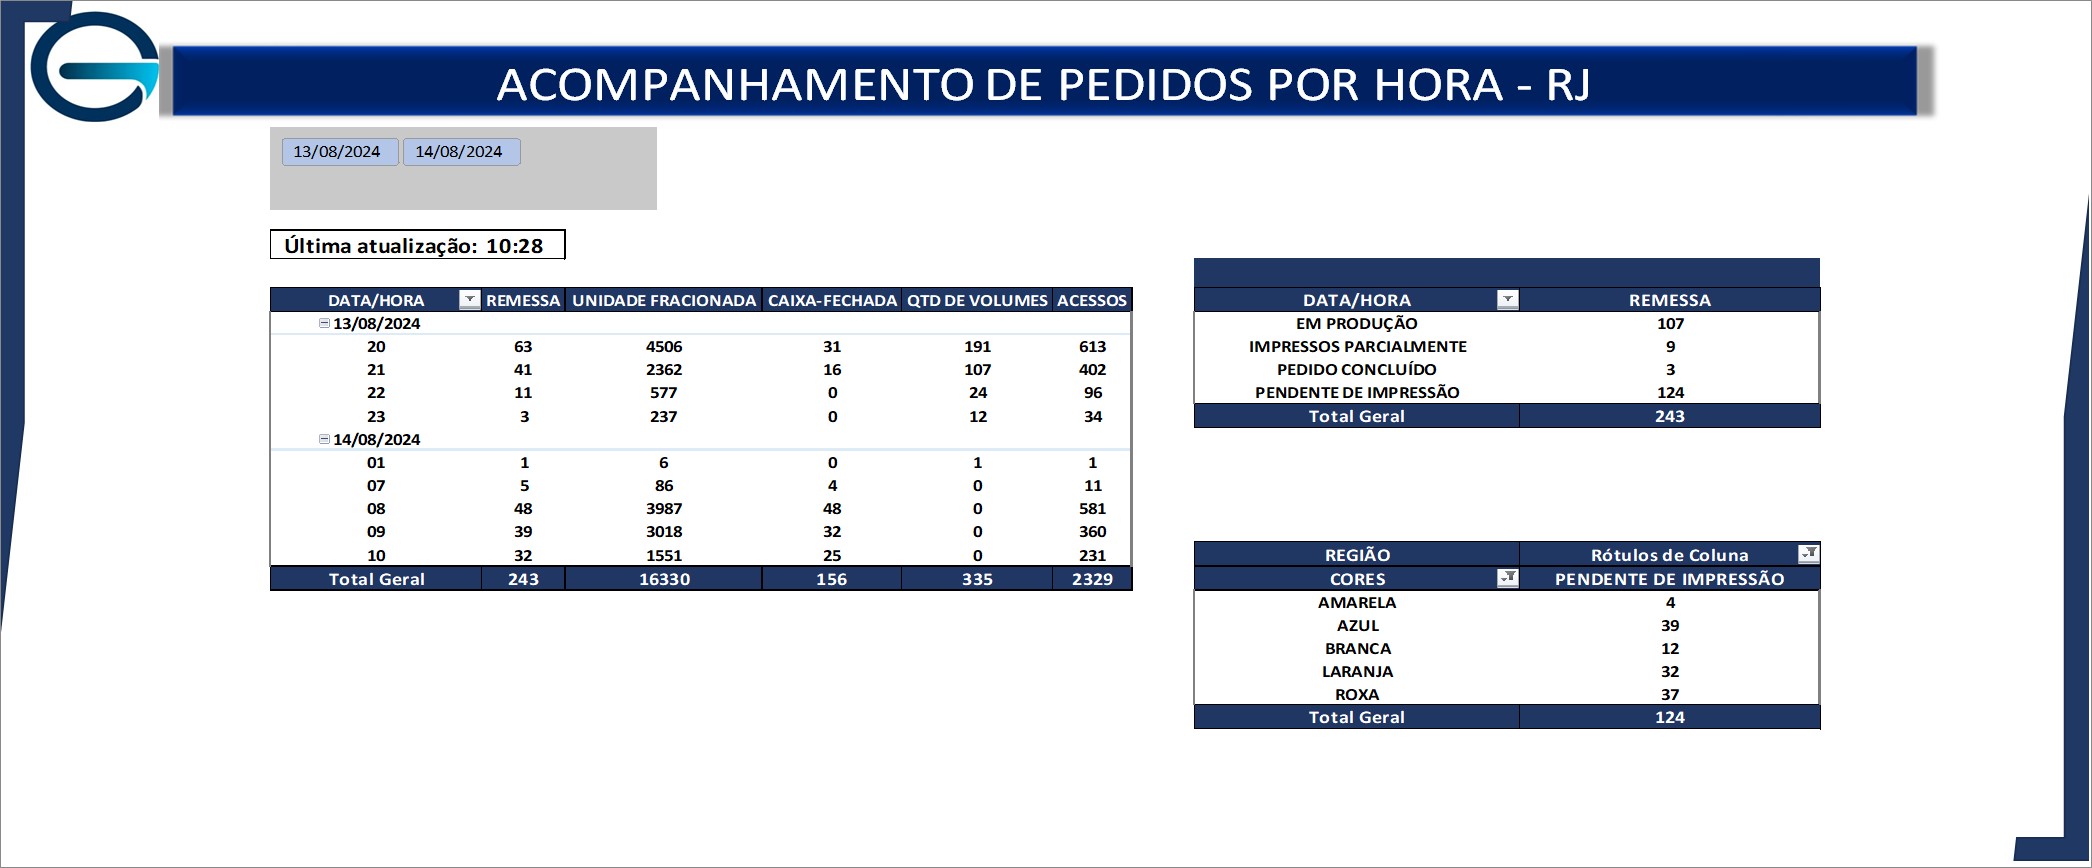 ACOMPANHAMENTO DE PEDIDOS POR HORA - RJ
13/08/2024 14/08/2024
Última atualização: 10:28
DATA/HORA REMESSA UNIDADE FRACIONADA CAIXA-FECHADA QTD DE VOLUMES ACESSOS
13/08/2024
20 63 4506 31 191 613
21 41 2362 16 107 402
22 11 577 0 24 96
23 3 237 0 12 34
14/08/2024
01 1 6 0 1 1
07 5 86 4 0 11
08 48 3987 48 0 581
09 39 3018 32 0 360
10 32 1551 25 0 231
Total Geral 243 16330 156 335 2329
DATA/HORA REMESSA
EM PRODUÇÃO 107
IMPRESSOS PARCIALMENTE 9
PEDIDO CONCLUÍDO 3
PENDENTE DE IMPRESSÃO 124
Total Geral 243
REGIÃO Rótulos de Coluna
CORES PENDENTE DE IMPRESSÃO
AMARELA 4
AZUL 39
BRANCA 12
LARANJA 32
ROXA 37
Total Geral 124